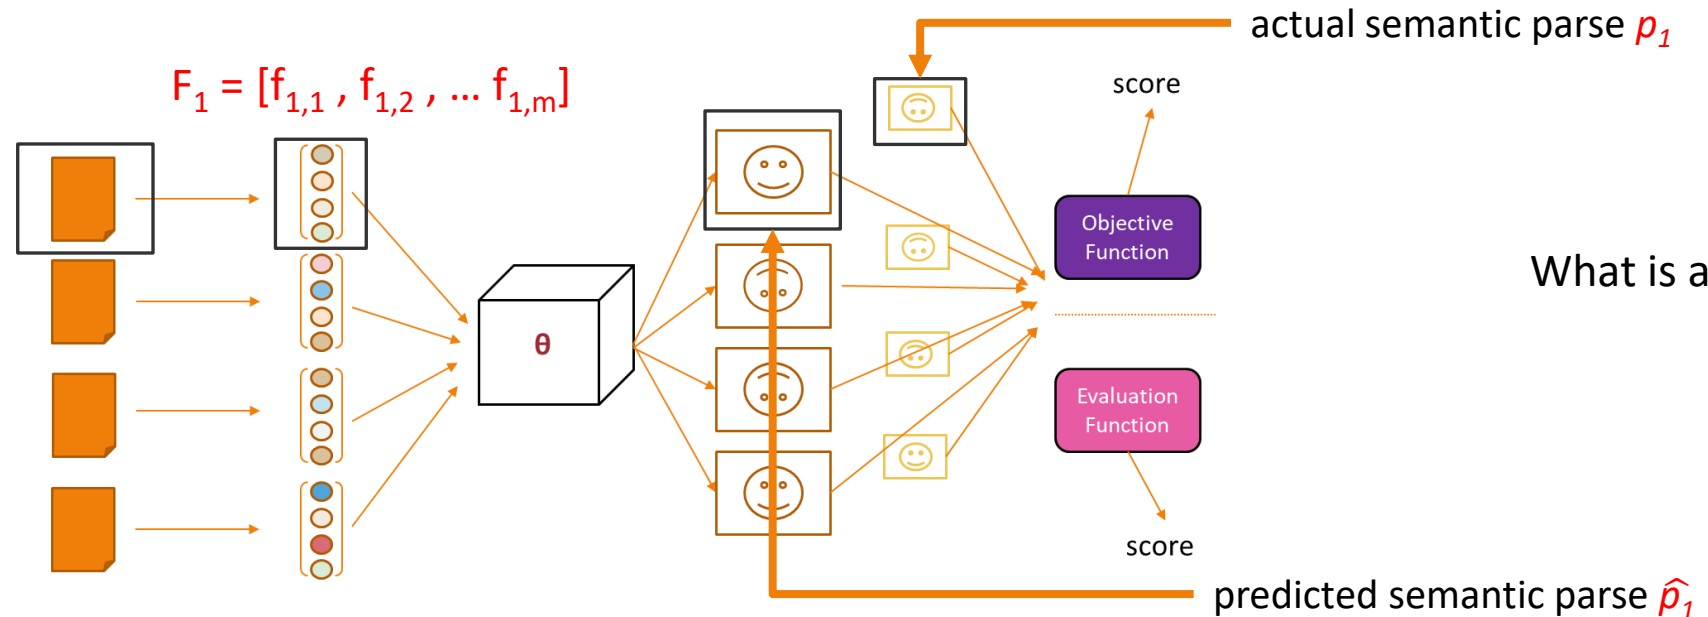 actual semantic parse p₁
F₁ = [f₁,₁ , f₁,₂ , … f₁,ₘ]
score
Objective
Function
What is a
θ
Evaluation
Function
score
predicted semantic parse p̂₁